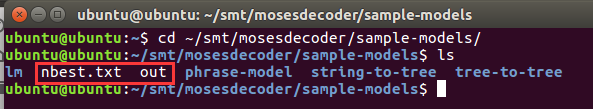 ubuntu@ubuntu: ~/smt/mosesdecoder/sample-models
ubuntu@ubuntu:~$ cd ~/smt/mosesdecoder/sample-models/
ubuntu@ubuntu:~/smt/mosesdecoder/sample-models$ ls
lm nbest.txt out phrase-model string-to-tree tree-to-tree
ubuntu@ubuntu:~/smt/mosesdecoder/sample-models$